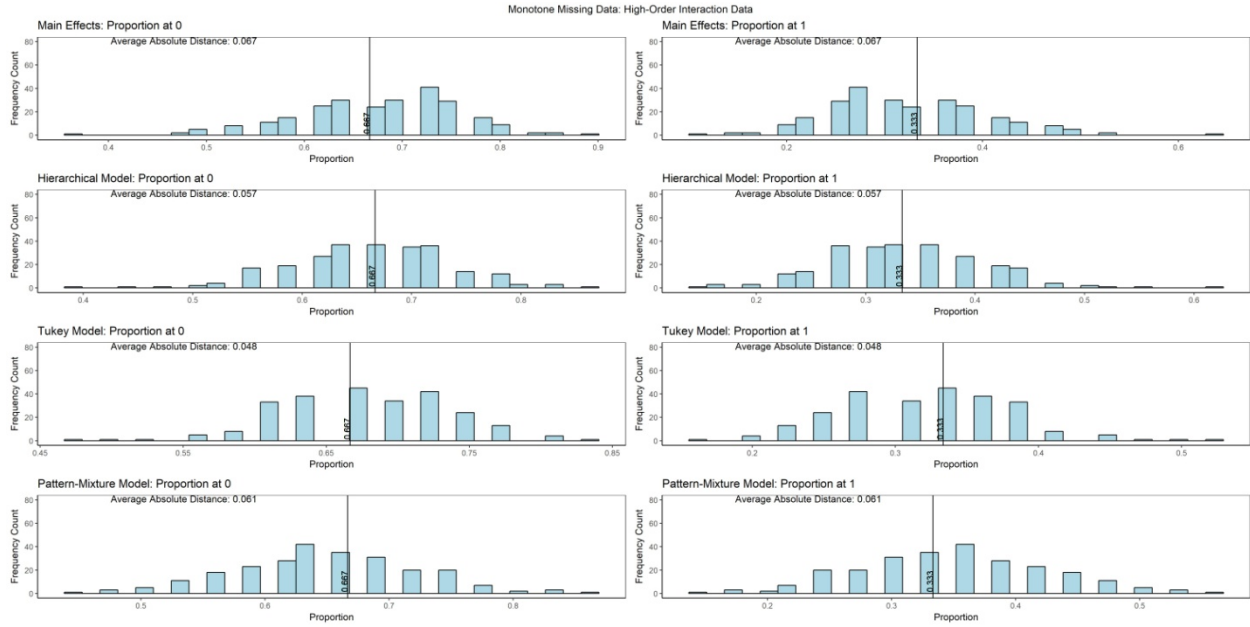 Monotone Missing Data: High-Order Interaction Data
Main Effects: Proportion at 0
Average Absolute Distance: 0.067
Frequency Count
80
60
40
20
0
0.667
0.4 0.5 0.6 0.7 0.8 0.9
Proportion
Main Effects: Proportion at 1
Average Absolute Distance: 0.067
Frequency Count
80
60
40
20
0
0.333
0.2 0.4 0.6
Proportion
Hierarchical Model: Proportion at 0
Average Absolute Distance: 0.057
Frequency Count
80
60
40
20
0
0.667
0.4 0.5 0.6 0.7 0.8
Proportion
Hierarchical Model: Proportion at 1
Average Absolute Distance: 0.057
Frequency Count
80
60
40
20
0
0.333
0.2 0.3 0.4 0.5 0.6
Proportion
Tukey Model: Proportion at 0
Average Absolute Distance: 0.048
Frequency Count
80
60
40
20
0
0.667
0.45 0.55 0.65 0.75 0.85
Proportion
Tukey Model: Proportion at 1
Average Absolute Distance: 0.048
Frequency Count
80
60
40
20
0
0.333
0.2 0.3 0.4 0.5
Proportion
Pattern-Mixture Model: Proportion at 0
Average Absolute Distance: 0.061
Frequency Count
80
60
40
20
0
0.667
0.5 0.6 0.7 0.8
Proportion
Pattern-Mixture Model: Proportion at 1
Average Absolute Distance: 0.061
Frequency Count
80
60
40
20
0
0.333
0.2 0.3 0.4 0.5
Proportion